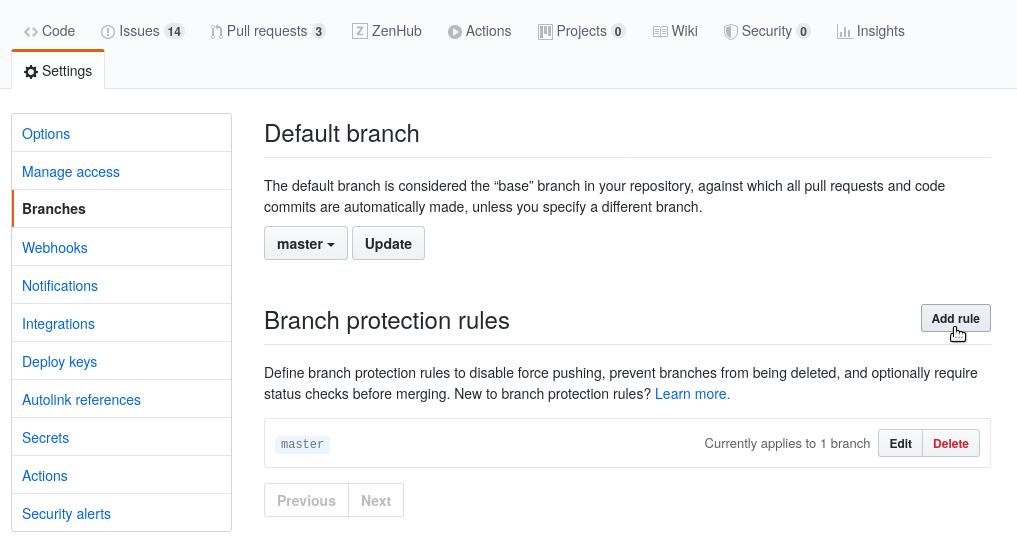 Code Issues 14 Pull requests 3 ZenHub Actions Projects 0 Wiki Security 0 Insights
Settings
Options
Manage access
Branches
Webhooks
Notifications
Integrations
Deploy keys
Autolink references
Secrets
Actions
Security alerts
Default branch
The default branch is considered the “base” branch in your repository, against which all pull requests and code
commits are automatically made, unless you specify a different branch.
master Update
Branch protection rules Add rule
Define branch protection rules to disable force pushing, prevent branches from being deleted, and optionally require
status checks before merging. New to branch protection rules? Learn more.
master Currently applies to 1 branch Edit Delete
Previous Next